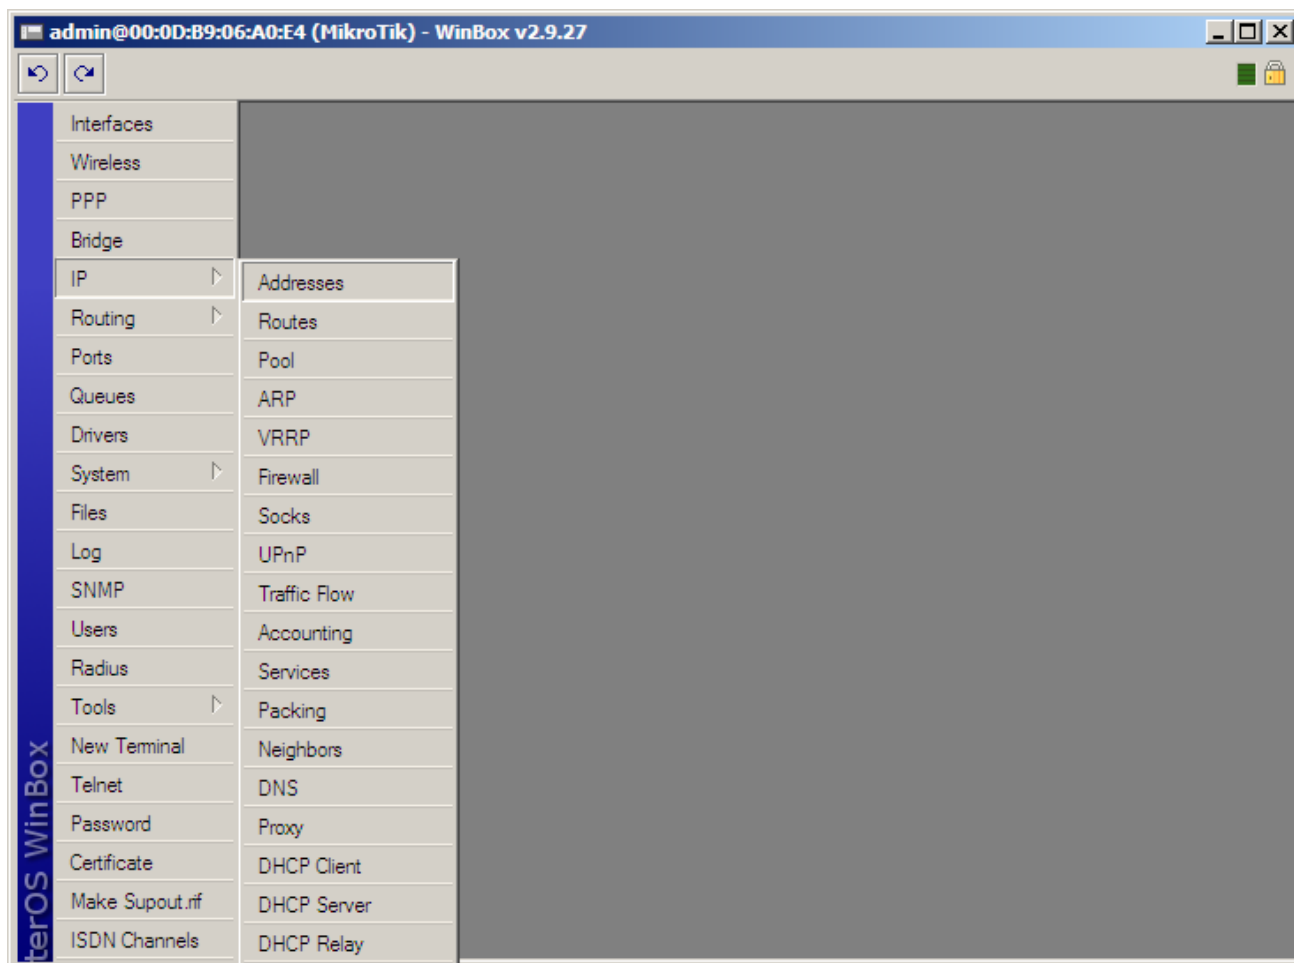 admin@00:0D:B9:06:A0:E4 (MikroTik) - WinBox v2.9.27
Interfaces
Wireless
PPP
Bridge
IP
Routing
Ports
Queues
Drivers
System
Files
Log
SNMP
Users
Radius
Tools
New Terminal
Telnet
Password
Certificate
Make Supout.rif
ISDN Channels
Addresses
Routes
Pool
ARP
VRRP
Firewall
Socks
UPnP
Traffic Flow
Accounting
Services
Packing
Neighbors
DNS
Proxy
DHCP Client
DHCP Server
DHCP Relay
terOS WinBox